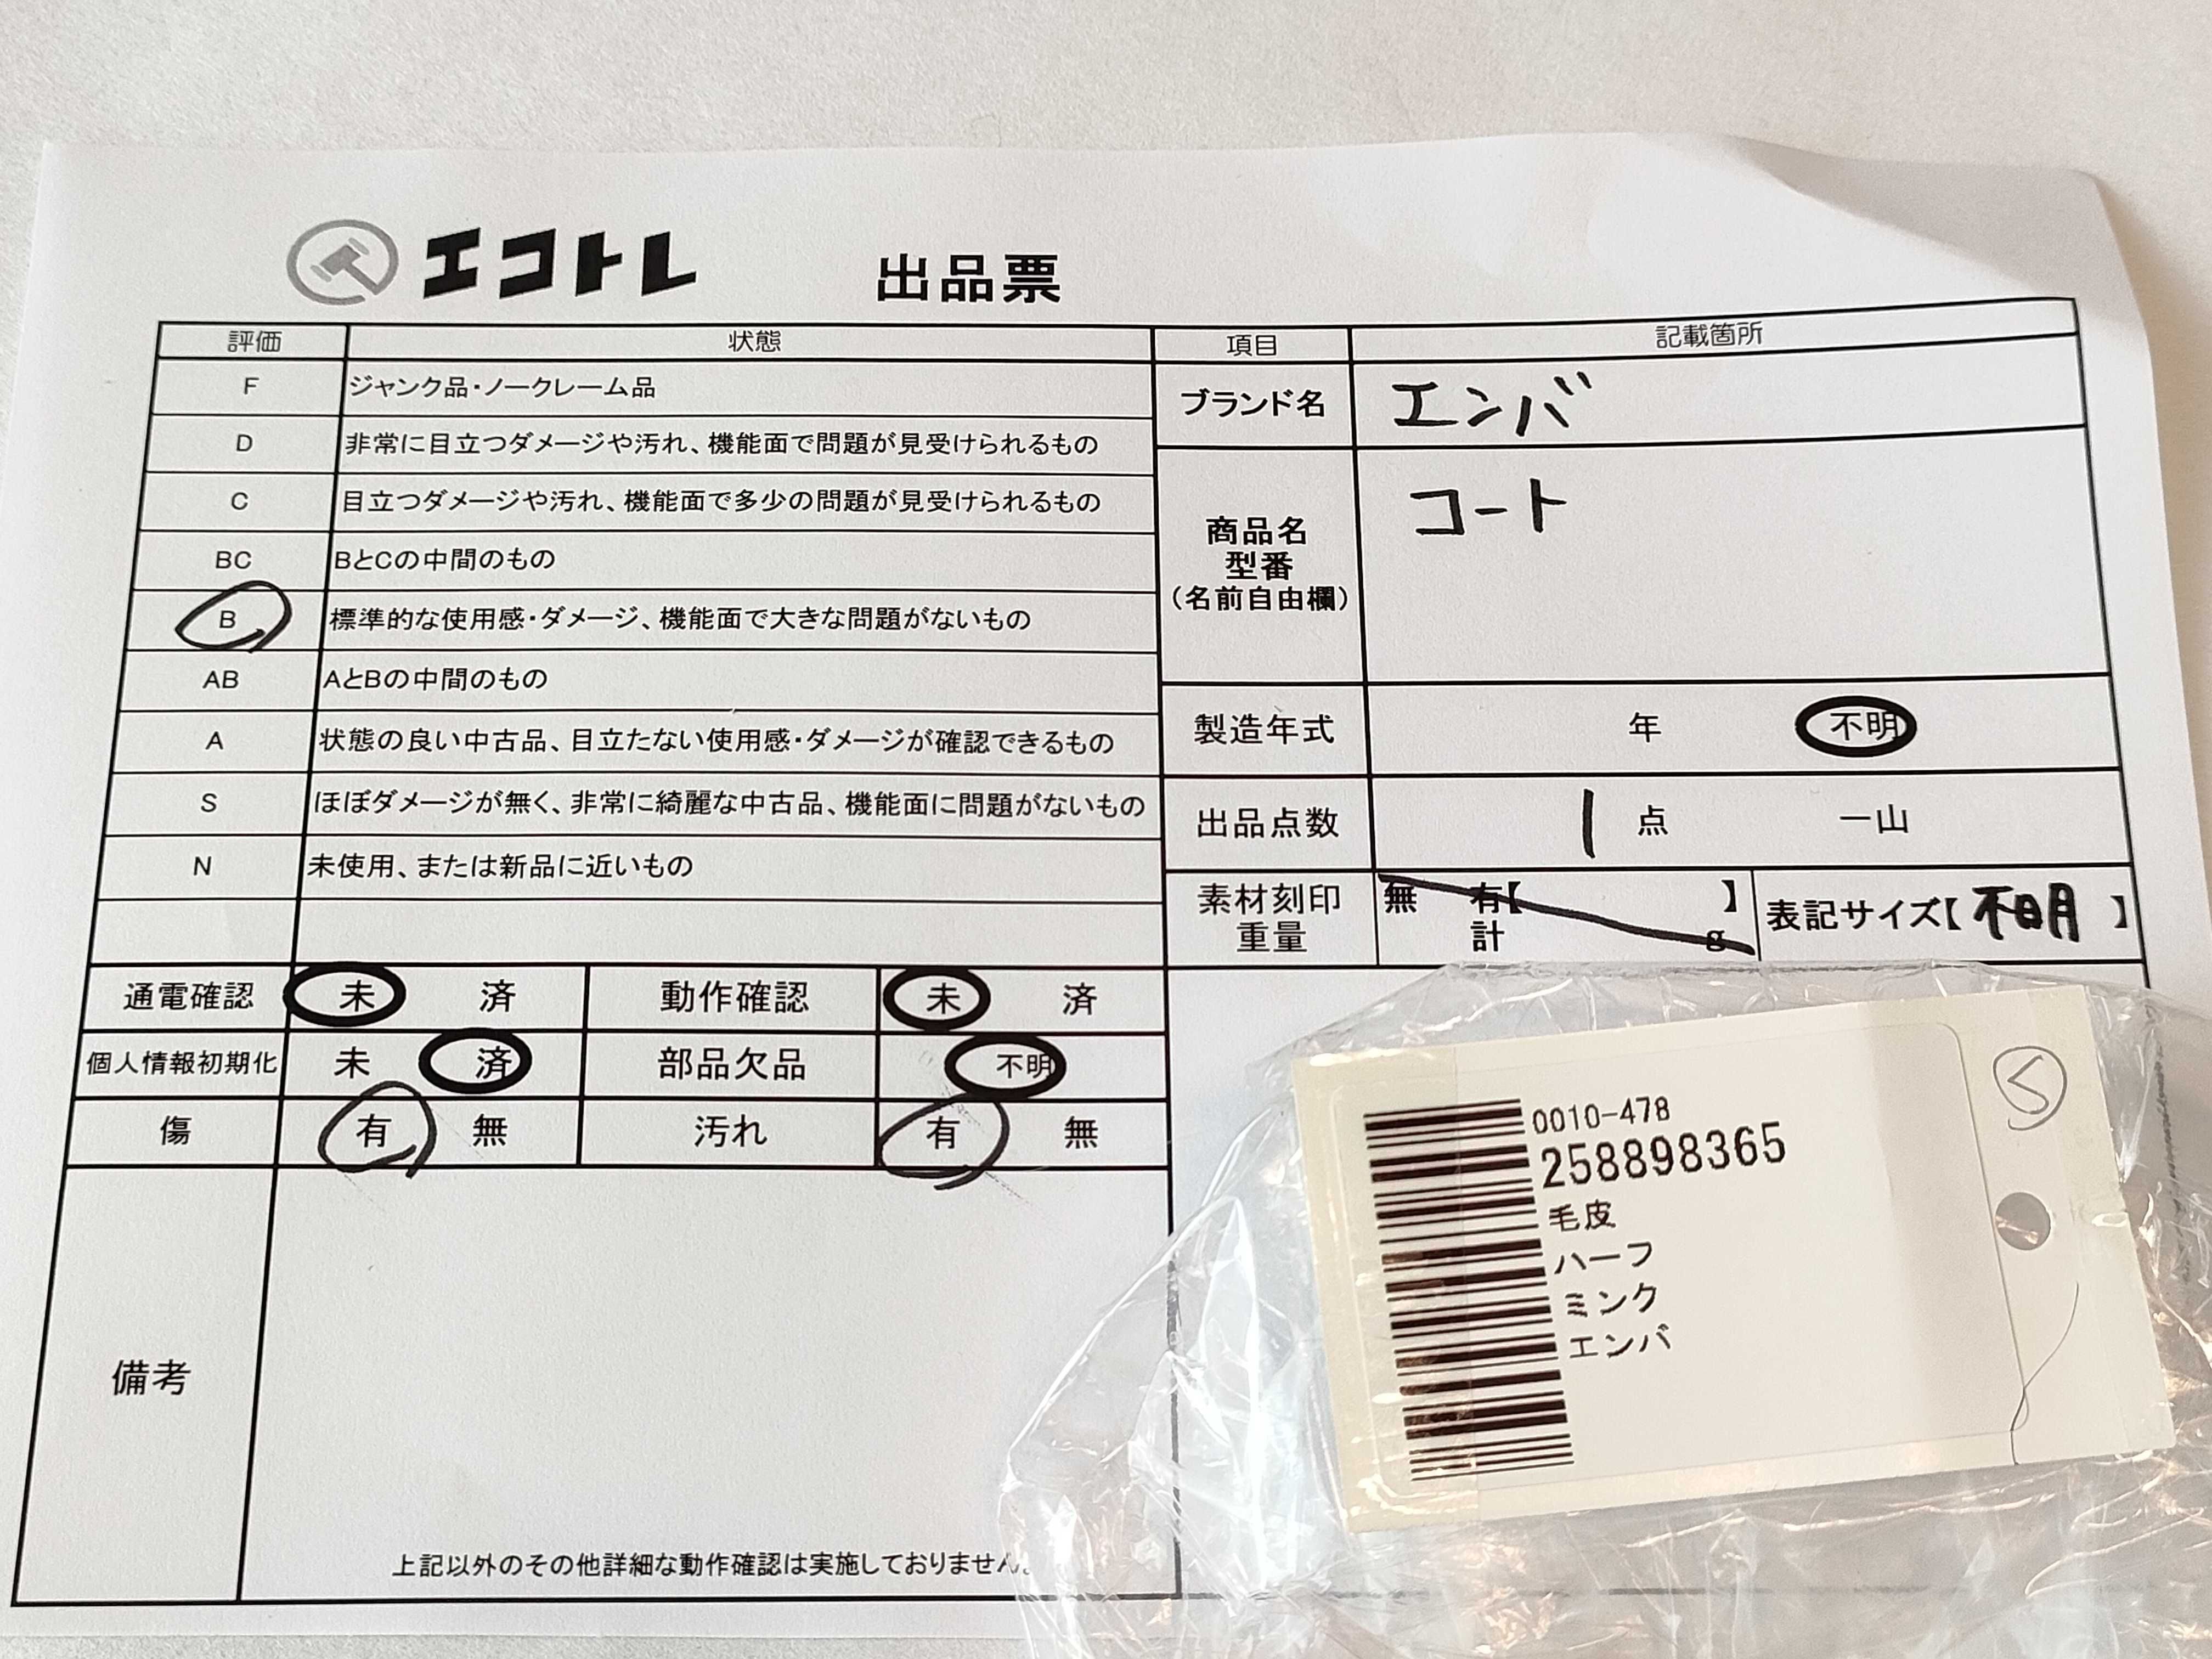 エコトレ 出品票
評価 状態
F ジャンク品・ノークレーム品
D 非常に目立つダメージや汚れ、機能面で問題が見受けられるもの
C 目立つダメージや汚れ、機能面で多少の問題が見受けられるもの
BC BとCの中間のもの
B 標準的な使用感・ダメージ、機能面で大きな問題がないもの
AB AとBの中間のもの
A 状態の良い中古品、目立たない使用感・ダメージが確認できるもの
S ほぼダメージが無く、非常に綺麗な中古品、機能面に問題がないもの
N 未使用、または新品に近いもの
通電確認 未 済 動作確認 未 済
個人情報初期化 未 済 部品欠品 不明
傷 有 無 汚れ 有 無
備考
上記以外のその他詳細な動作確認は実施しておりません。
項目 記載箇所
ブランド名 エンバ
商品名
型番
（名前自由欄）
コート
製造年式 年 不明
出品点数 1 点 一山
素材刻印 無 有【 】
重量 計 g
表記サイズ【 不明 】
S
0010-478
258898365
毛皮
ハーフ
ミンク
エンバ